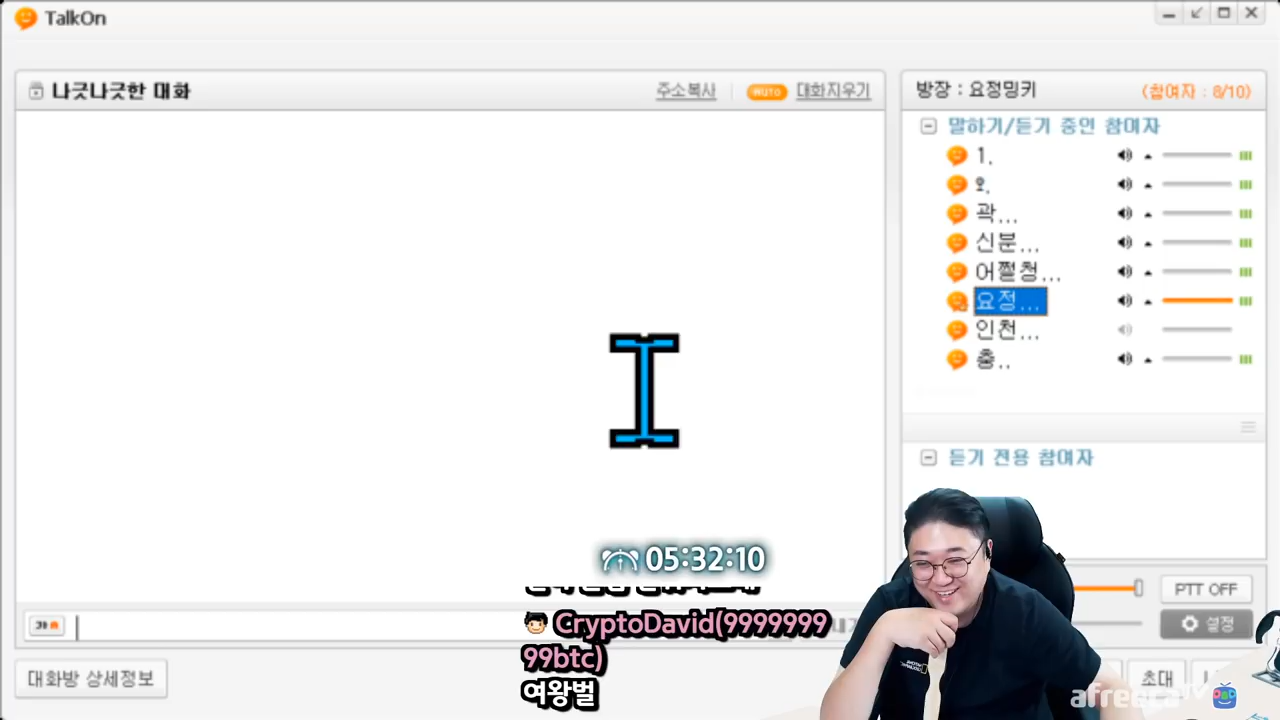 TalkOn
나긋나긋한 대화
주소복사
AUTO
대화지우기
방장 : 요정밍키
(참여자 : 8/10)
말하기/듣기 중인 참여자
1.
오.
곽...
신분...
어쩔청...
요정...
인천...
충..
듣기 전용 참여자
05:32:10
PTT OFF
CryptoDavid(9999999
99btc)
여왕벌
가
설정
대화방 상세정보
초대
afreecaTV